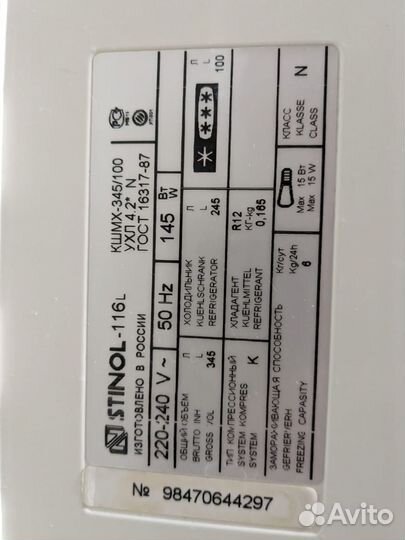 STINOL-116L
ИЗГОТОВЛЕНО В РОССИИ
КШМХ-345/100
УХЛ 4.2* N
ГОСТ 16317-87
220-240 V ~ 50 Hz 145 Вт W
ОБЩИЙ ОБЪЁМ Л
BRUTTO INH L 345
GROSS VOL
ХОЛОДИЛЬНИК Л
KUEHLSCHRANK L 245
REFRIGERATOR
Л
L 100
ТИП КОМПРЕССИОННЫЙ
SYSTEM KOMPRES K
SYSTEM
ХЛАДАГЕНТ R12
KUEHLMITTEL КГ-kg
REFRIGERANT 0,165
ЗАМОРАЖИВАЮЩАЯ СПОСОБНОСТЬ Кг/сут
GEFRIERVERH Kg/24h
FREEZING CAPACITY 6
Max 15 Вт
Max 15 W
КЛАСС
KLASSE N
CLASS
№ 98470644297
Avito